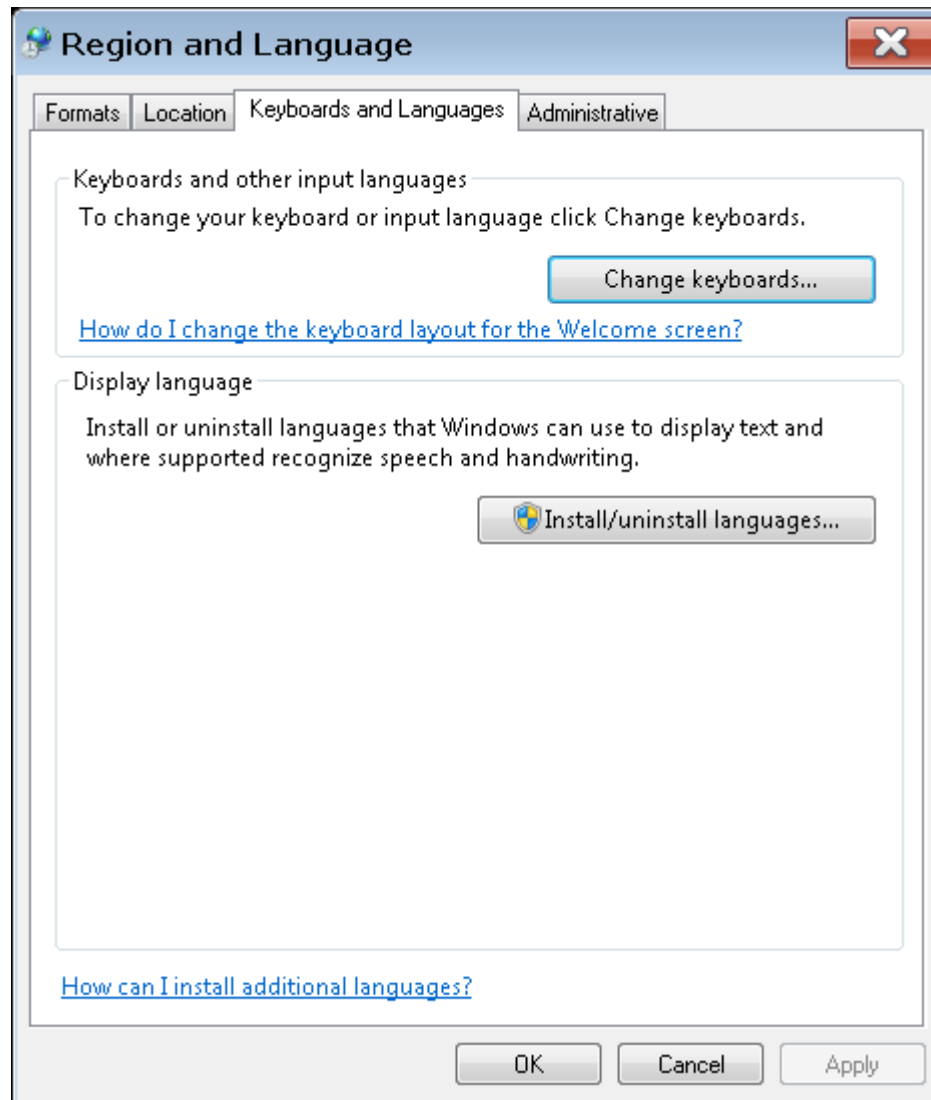 Region and Language
Formats Location Keyboards and Languages Administrative
Keyboards and other input languages
To change your keyboard or input language click Change keyboards.
Change keyboards...
How do I change the keyboard layout for the Welcome screen?
Display language
Install or uninstall languages that Windows can use to display text and
where supported recognize speech and handwriting.
Install/uninstall languages...
How can I install additional languages?
OK Cancel Apply